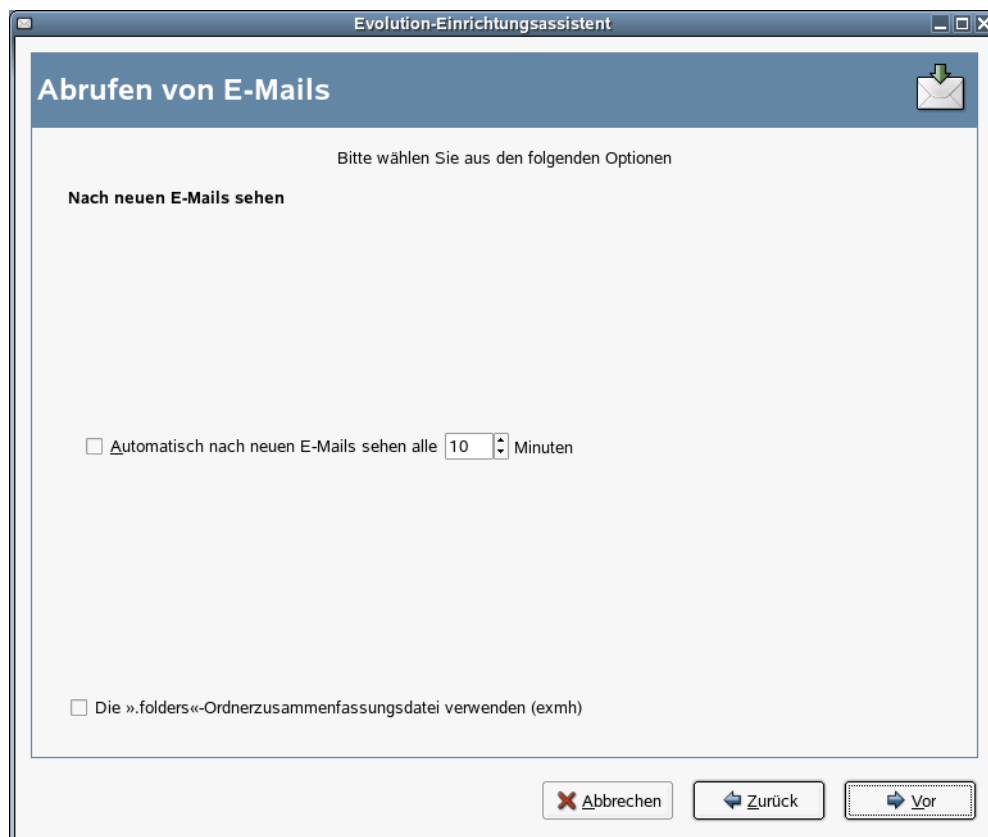 Evolution-Einrichtungsassistent
Abrufen von E-Mails
Bitte wählen Sie aus den folgenden Optionen
Nach neuen E-Mails sehen
Automatisch nach neuen E-Mails sehen alle 10 Minuten
Die ».folders«-Ordnerzusammenfassungsdatei verwenden (exmh)
Abbrechen Zurück Vor